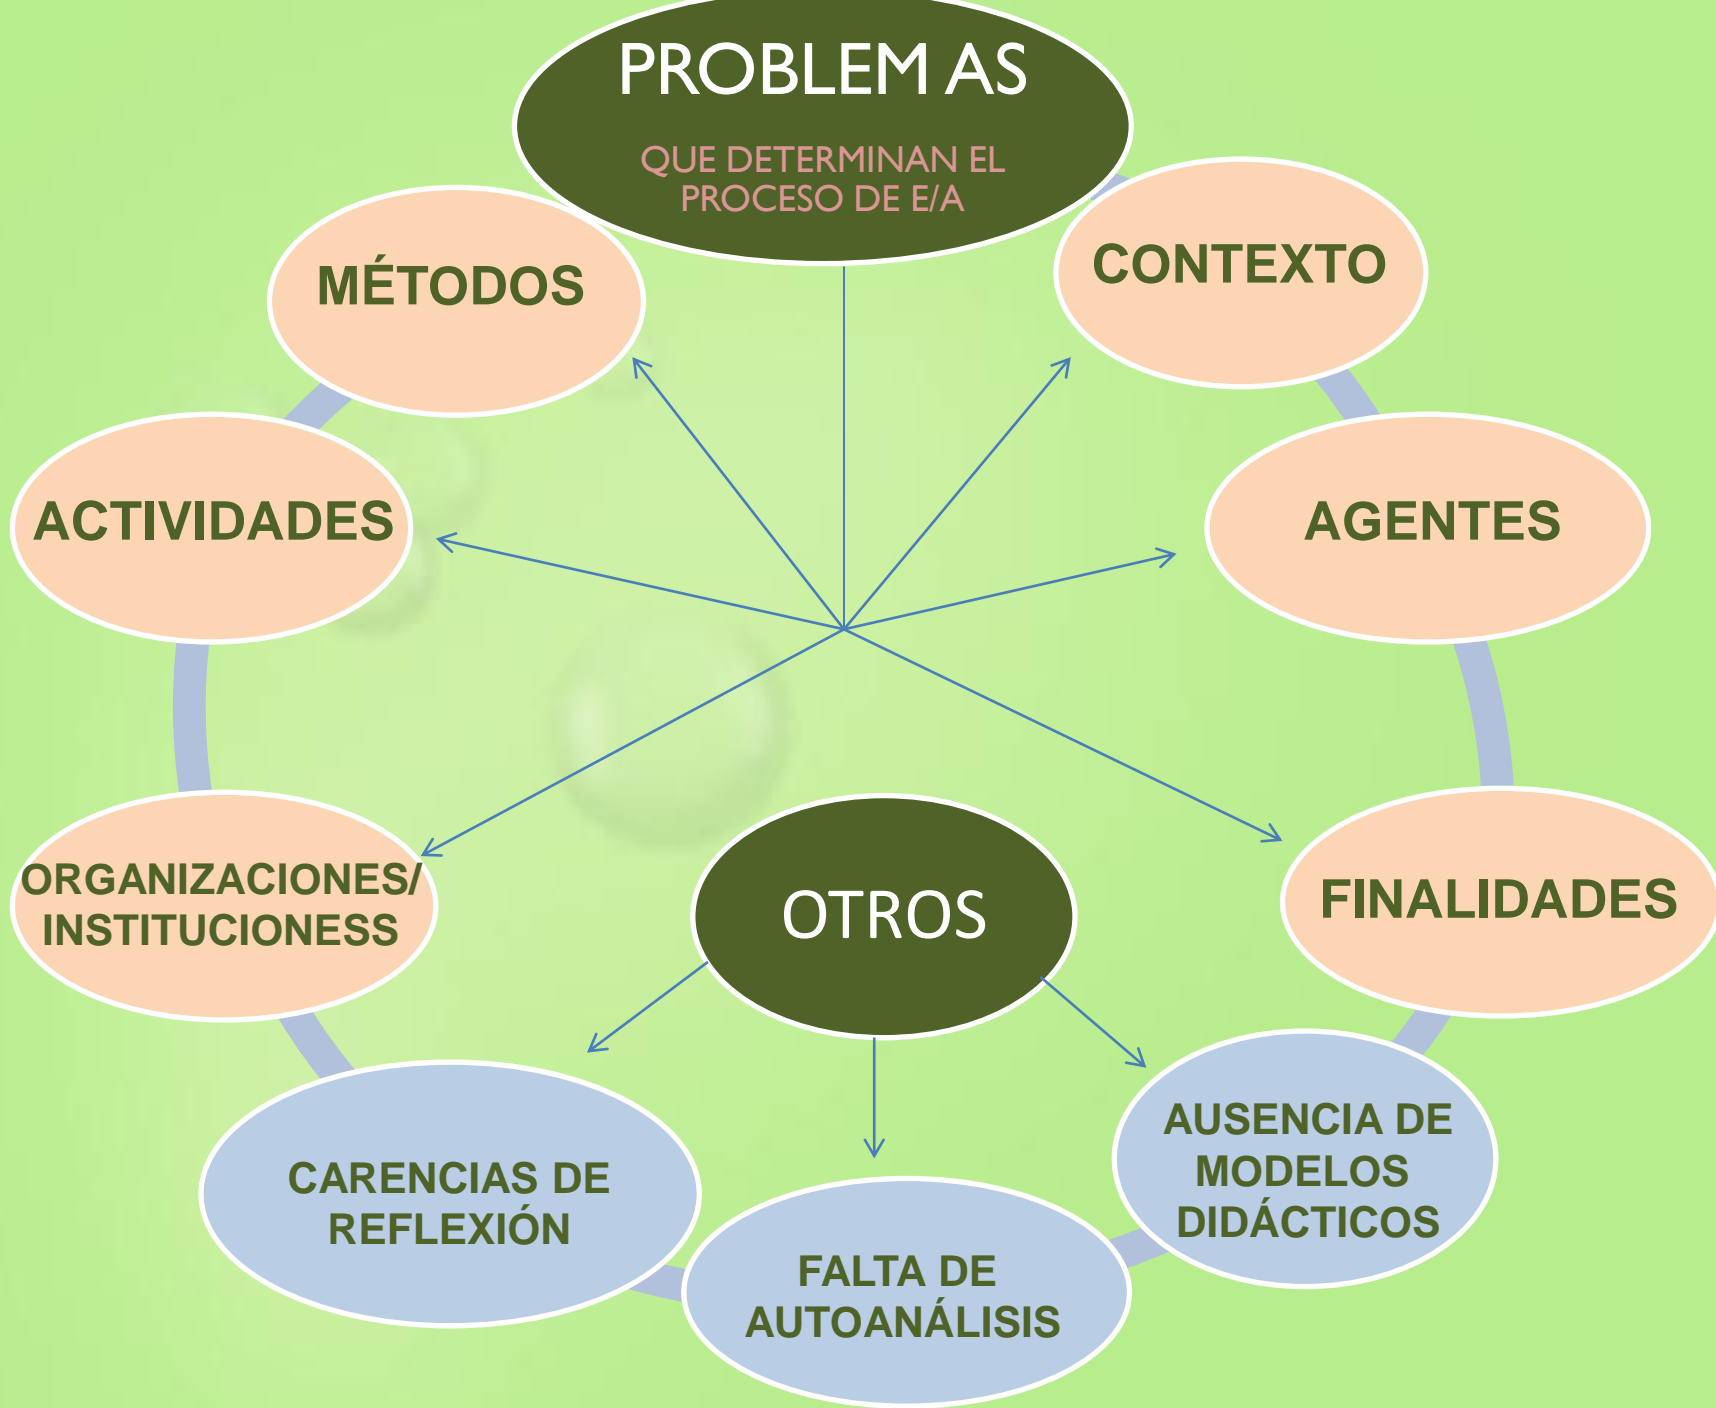 PROBLEM AS
QUE DETERMINAN EL
PROCESO DE E/A
MÉTODOS
CONTEXTO
ACTIVIDADES
AGENTES
ORGANIZACIONES/
INSTITUCIONESS
OTROS
FINALIDADES
CARENCIAS DE
REFLEXIÓN
FALTA DE
AUTOANÁLISIS
AUSENCIA DE
MODELOS
DIDÁCTICOS